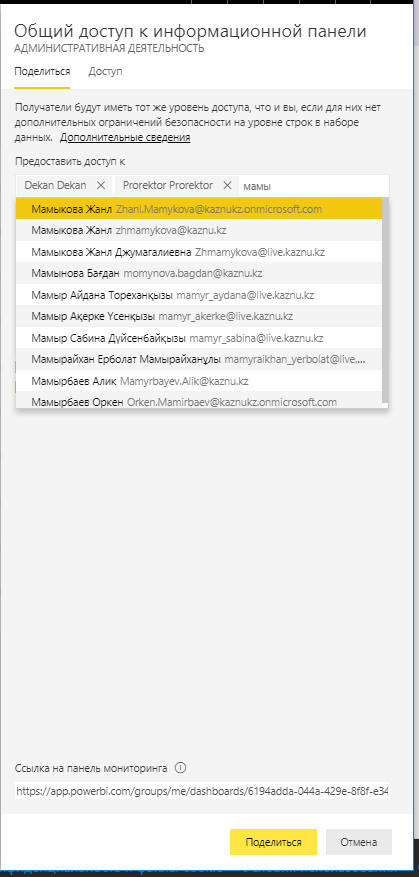 Общий доступ к информационной панели
АДМИНИСТРАТИВНАЯ ДЕЯТЕЛЬНОСТЬ
Поделиться Доступ
Получатели будут иметь тот же уровень доступа, что и вы, если для них нет
дополнительных ограничений безопасности на уровне строк в наборе
данных. Дополнительные сведения
Предоставить доступ к
Dekan Dekan × Prorektor Prorektor × мамы
Мамыкова Жанл Zhanl.Mamykova@kaznukz.onmicrosoft.com
Мамыкова Жанл zhmamykova@kaznu.kz
Мамыкова Жанл Джумагалиевна Zhmamykova@live.kaznu.kz
Мамынова Бағдан momynova.bagdan@kaznu.kz
Мамыр Айдана Тореханқызы mamyr_aydana@live.kaznu.kz
Мамыр Ақерке Үсенқызы mamyr_akerke@live.kaznu.kz
Мамыр Сабина Дүйсенбайқызы mamyr_sabina@live.kaznu.kz
Мамырайхан Ерболат Мамырайханұлы mamyraikhan_yerbolat@live....
Мамырбаев Алик Mamyrbayev.Alik@kaznu.kz
Мамырбаев Оркен Orken.Mamirbaev@kaznukz.onmicrosoft.com
Ссылка на панель мониторинга
https://app.powerbi.com/groups/me/dashboards/6194adda-044a-429e-8f8f-e34
Поделиться Отмена